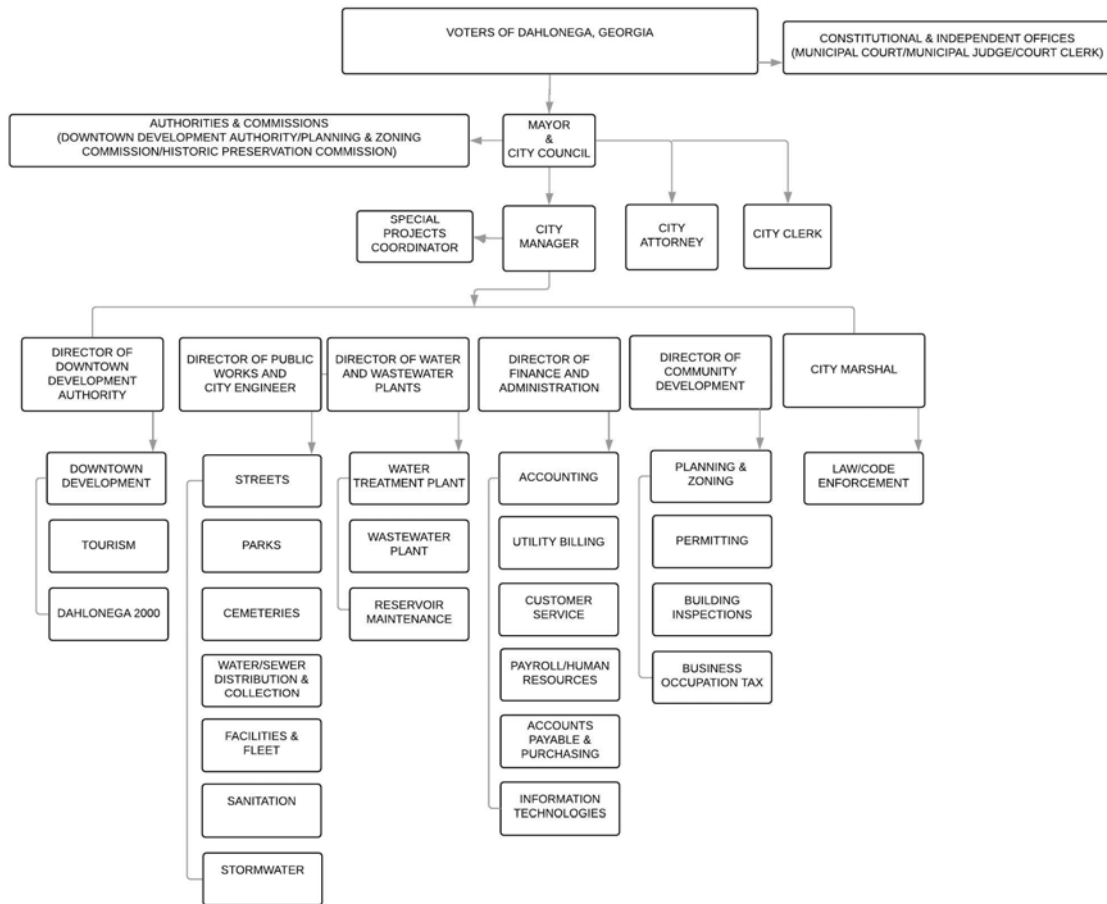 VOTERS OF DAHLONEGA, GEORGIA
CONSTITUTIONAL & INDEPENDENT OFFICES
(MUNICIPAL COURT/MUNICIPAL JUDGE/COURT CLERK)
AUTHORITIES & COMMISSIONS
(DOWNTOWN DEVELOPMENT AUTHORITY/PLANNING & ZONING
COMMISSION/HISTORIC PRESERVATION COMMISSION)
MAYOR
&
CITY COUNCIL
SPECIAL
PROJECTS
COORDINATOR
CITY
MANAGER
CITY
ATTORNEY
CITY CLERK
DIRECTOR OF
DOWNTOWN
DEVELOPMENT
AUTHORITY
DIRECTOR OF PUBLIC
WORKS AND
CITY ENGINEER
DIRECTOR OF WATER
AND WASTEWATER
PLANTS
DIRECTOR OF
FINANCE AND
ADMINISTRATION
DIRECTOR OF
COMMUNITY
DEVELOPMENT
CITY MARSHAL
DOWNTOWN
DEVELOPMENT
TOURISM
DAHLONEGA 2000
STREETS
PARKS
CEMETERIES
WATER/SEWER
DISTRIBUTION &
COLLECTION
FACILITIES &
FLEET
SANITATION
STORMWATER
WATER
TREATMENT PLANT
WASTEWATER
PLANT
RESERVOIR
MAINTENANCE
ACCOUNTING
UTILITY BILLING
CUSTOMER
SERVICE
PAYROLL/HUMAN
RESOURCES
ACCOUNTS
PAYABLE &
PURCHASING
INFORMATION
TECHNOLOGIES
PLANNING &
ZONING
PERMITTING
BUILDING
INSPECTIONS
BUSINESS
OCCUPATION TAX
LAW/CODE
ENFORCEMENT